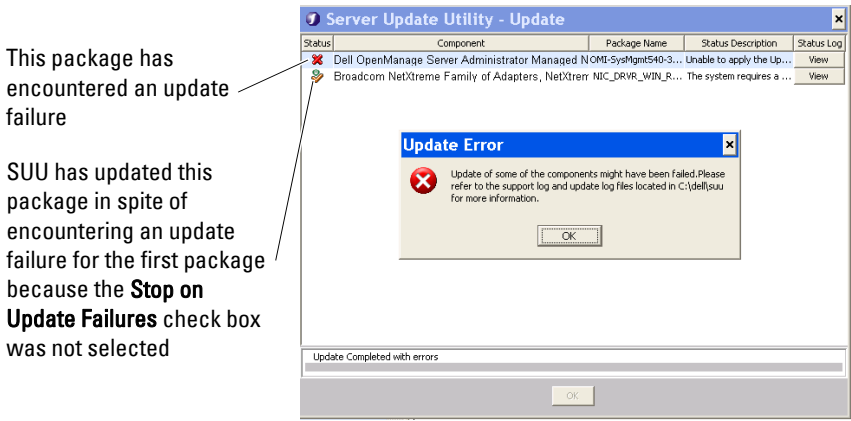 This package has
encountered an update
failure
SUU has updated this
package in spite of
encountering an update
failure for the first package
because the Stop on
Update Failures check box
was not selected
Server Update Utility - Update
Status Component Package Name Status Description Status Log
Dell OpenManage Server Administrator Managed N OMI-SysMgmt540-3... Unable to apply the Up... View
Broadcom NetXtreme Family of Adapters, NetXtrem NIC_DRVR_WIN_R... The system requires a ... View
Update Error
Update of some of the components might have been failed.Please
refer to the support log and update log files located in C:\dell\suu
for more information.
OK
Update Completed with errors
OK